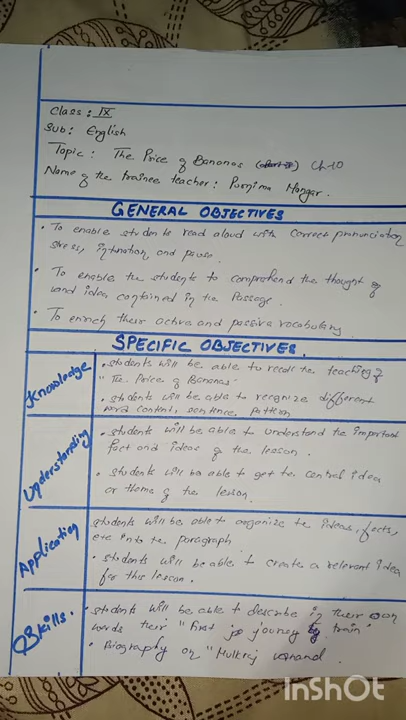 Class : IX
Sub: English
Topic : The Price of Bananas Ch-10
Name of the trainee teacher : Purnima Mangar.
GENERAL OBJECTIVES
• To enable students read aloud with correct pronunciation
stress, intonation, and pause.
• To enable the students to comprehend the thought of
and idea contained in the Passage.
• To enrich their active and passive vocabulary
SPECIFIC OBJECTIVES.
Knowledge
• students will be able to recall the teaching of
"The Price of Bananas"
• students will be able to recognize different
word content, sentence, pattern
Understanding
• students will be able to understand the important
fact and ideas of the lesson.
• students will be able to get the central idea
or theme of the lesson.
Application
students will be able to organize the ideas, facts,
etc into the paragraph.
• students will be able to create a relevant idea
for this lesson.
Skills.
• students will be able to describe in their own
words their "First journey by train"
• Biography on "Mulkraj
InShOt